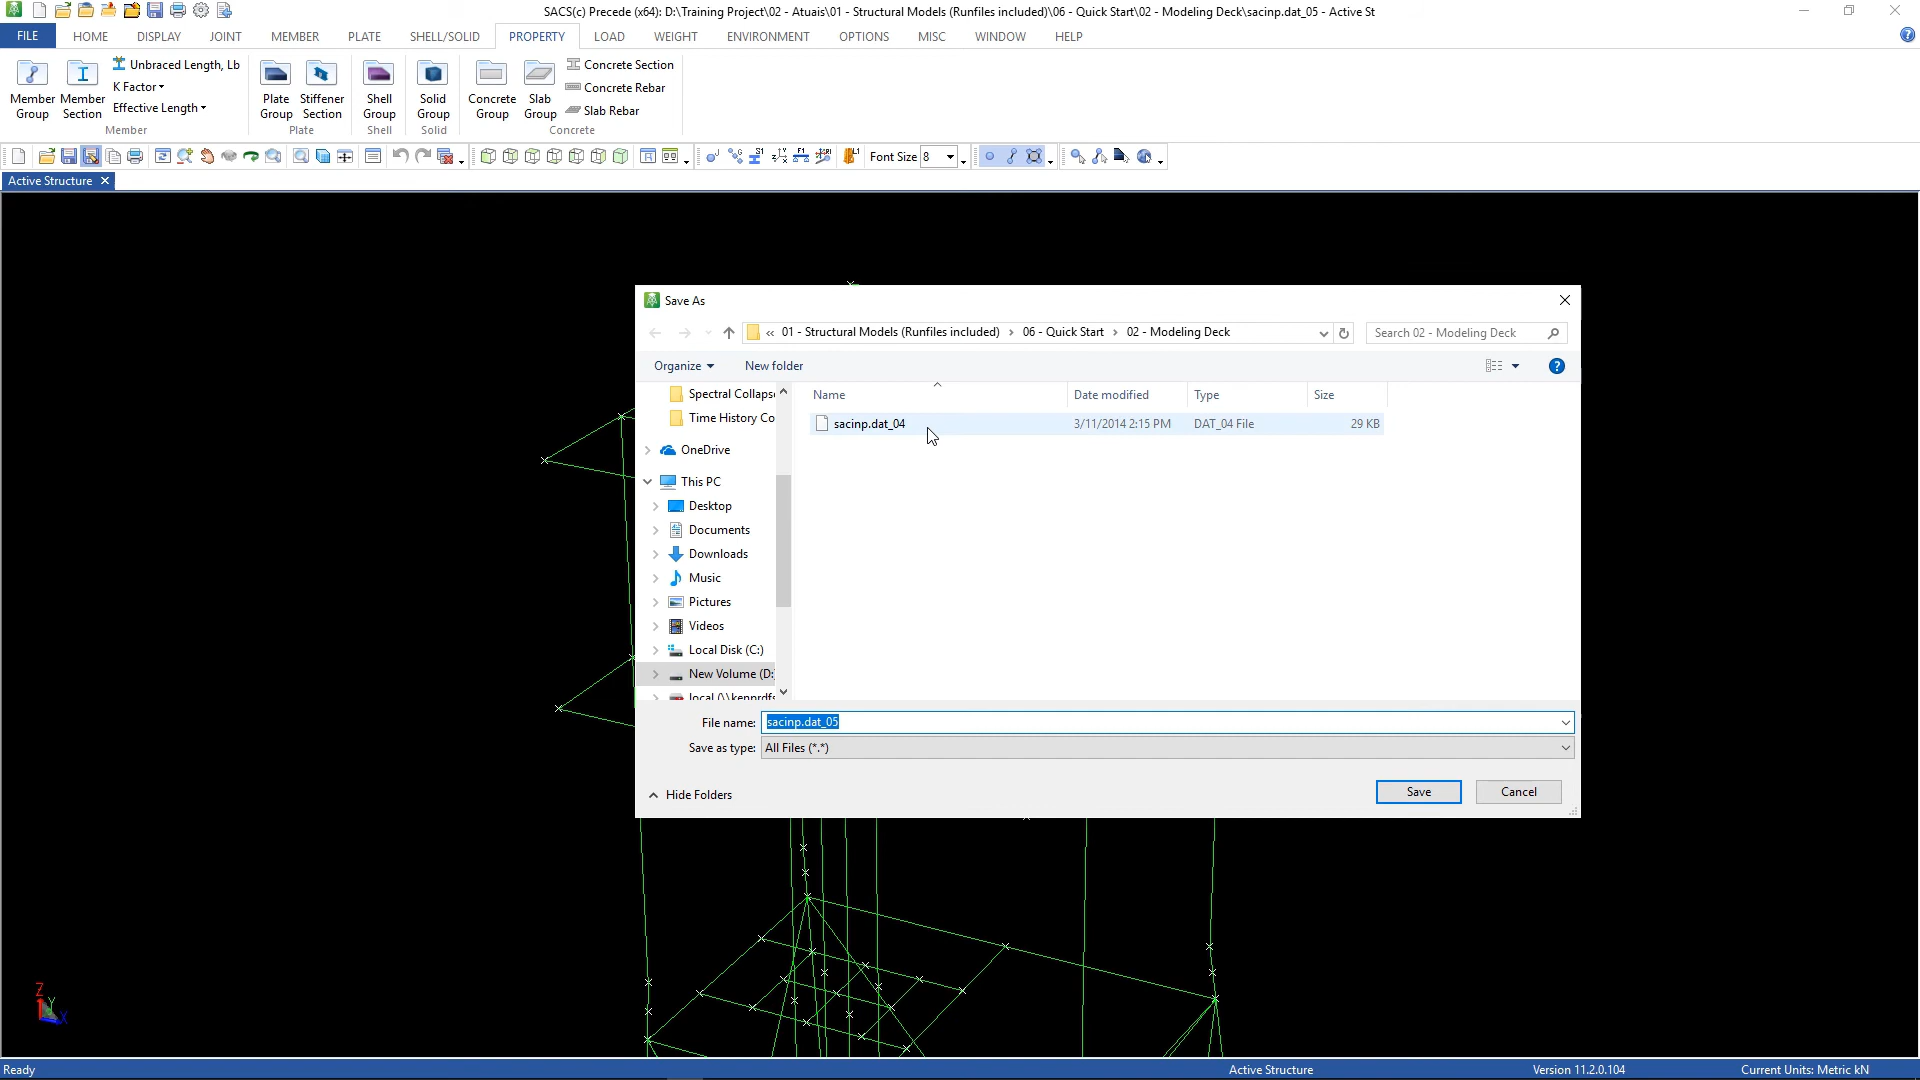 SACS(c) Precede (x64): D:\Training Project\02 - Atuais\01 - Structural Models (Runfiles included)\06 - Quick Start\02 - Modeling Deck\sacinp.dat_05 - Active St
FILE HOME DISPLAY JOINT MEMBER PLATE SHELL/SOLID PROPERTY LOAD WEIGHT ENVIRONMENT OPTIONS MISC WINDOW HELP
Member Group
Member Section
Unbraced Length, Lb
K Factor
Effective Length
Plate Group
Stiffener Section
Shell Group
Solid Group
Concrete Group
Slab Group
Concrete Section
Concrete Rebar
Slab Rebar
Member Plate Shell Solid Concrete
Font Size 8
Active Structure
Save As
« 01 - Structural Models (Runfiles included) > 06 - Quick Start > 02 - Modeling Deck
Search 02 - Modeling Deck
Organize New folder
Name Date modified Type Size
sacinp.dat_04 3/11/2014 2:15 PM DAT_04 File 29 KB
Spectral Collaps
Time History Co
OneDrive
This PC
Desktop
Documents
Downloads
Music
Pictures
Videos
Local Disk (C:)
New Volume (D:
File name: sacinp.dat_05
Save as type: All Files (*.*)
Hide Folders
Save Cancel
Z
Y
X
Ready Active Structure Version 11.2.0.104 Current Units: Metric kN